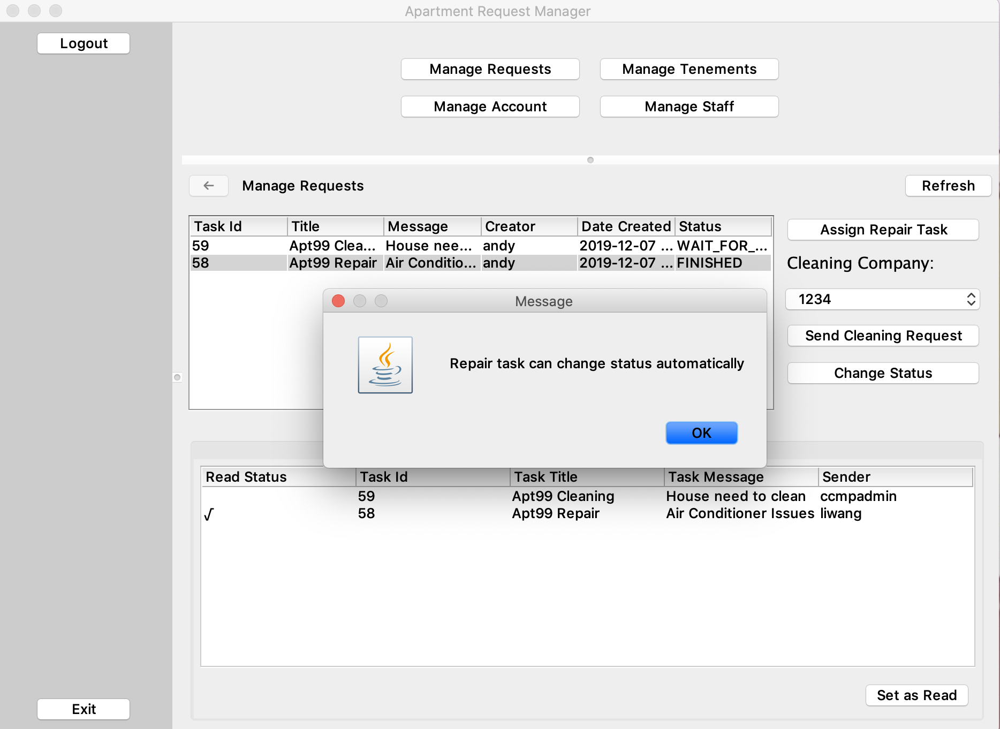 Apartment Request Manager
Logout
Manage Requests Manage Tenements
Manage Account Manage Staff
← Manage Requests Refresh
Task Id Title Message Creator Date Created Status
59 Apt99 Clea... House nee... andy 2019-12-07 ... WAIT_FOR_...
58 Apt99 Repair Air Conditio... andy 2019-12-07 ... FINISHED
Assign Repair Task
Cleaning Company:
1234
Send Cleaning Request
Change Status
Message
Repair task can change status automatically
OK
Read Status Task Id Task Title Task Message Sender
59 Apt99 Cleaning House need to clean ccmpadmin
√ 58 Apt99 Repair Air Conditioner Issues liwang
Set as Read
Exit